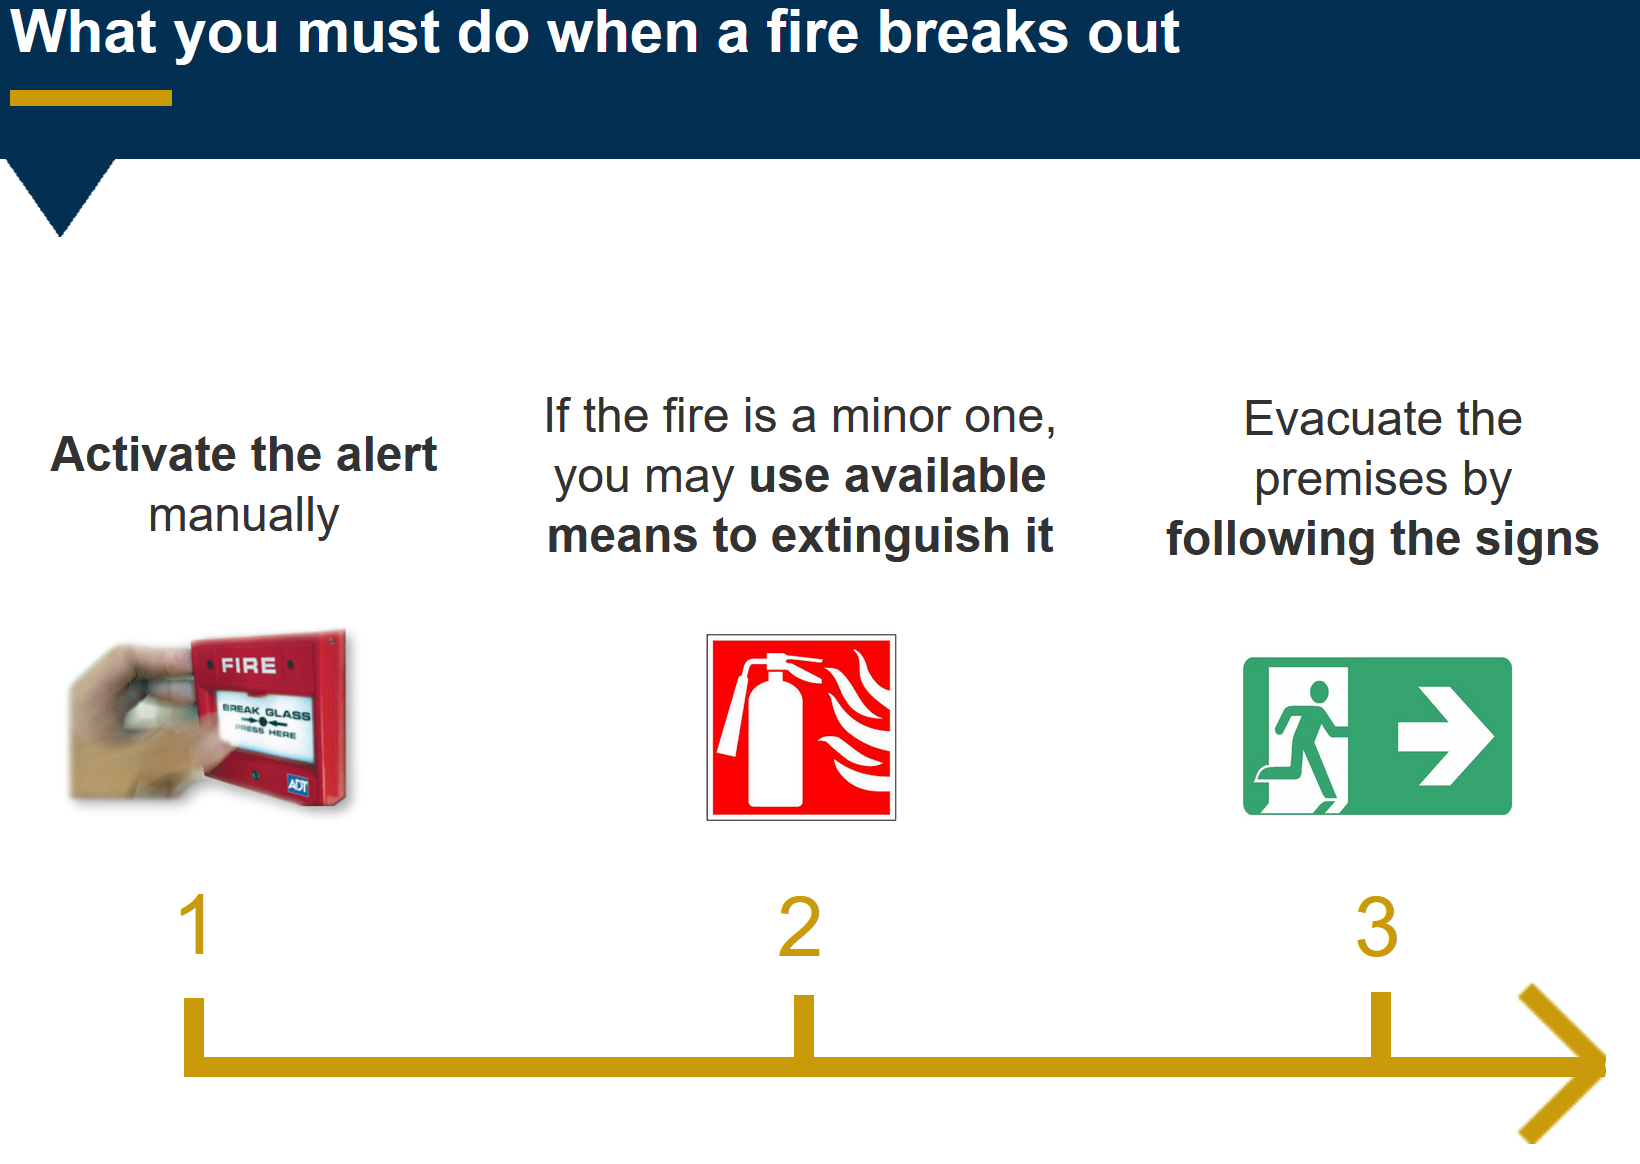 What you must do when a fire breaks out
Activate the alert
manually
If the fire is a minor one,
you may use available
means to extinguish it
Evacuate the
premises by
following the signs
FIRE
BREAK GLASS
PRESS HERE
ADT
1
2
3